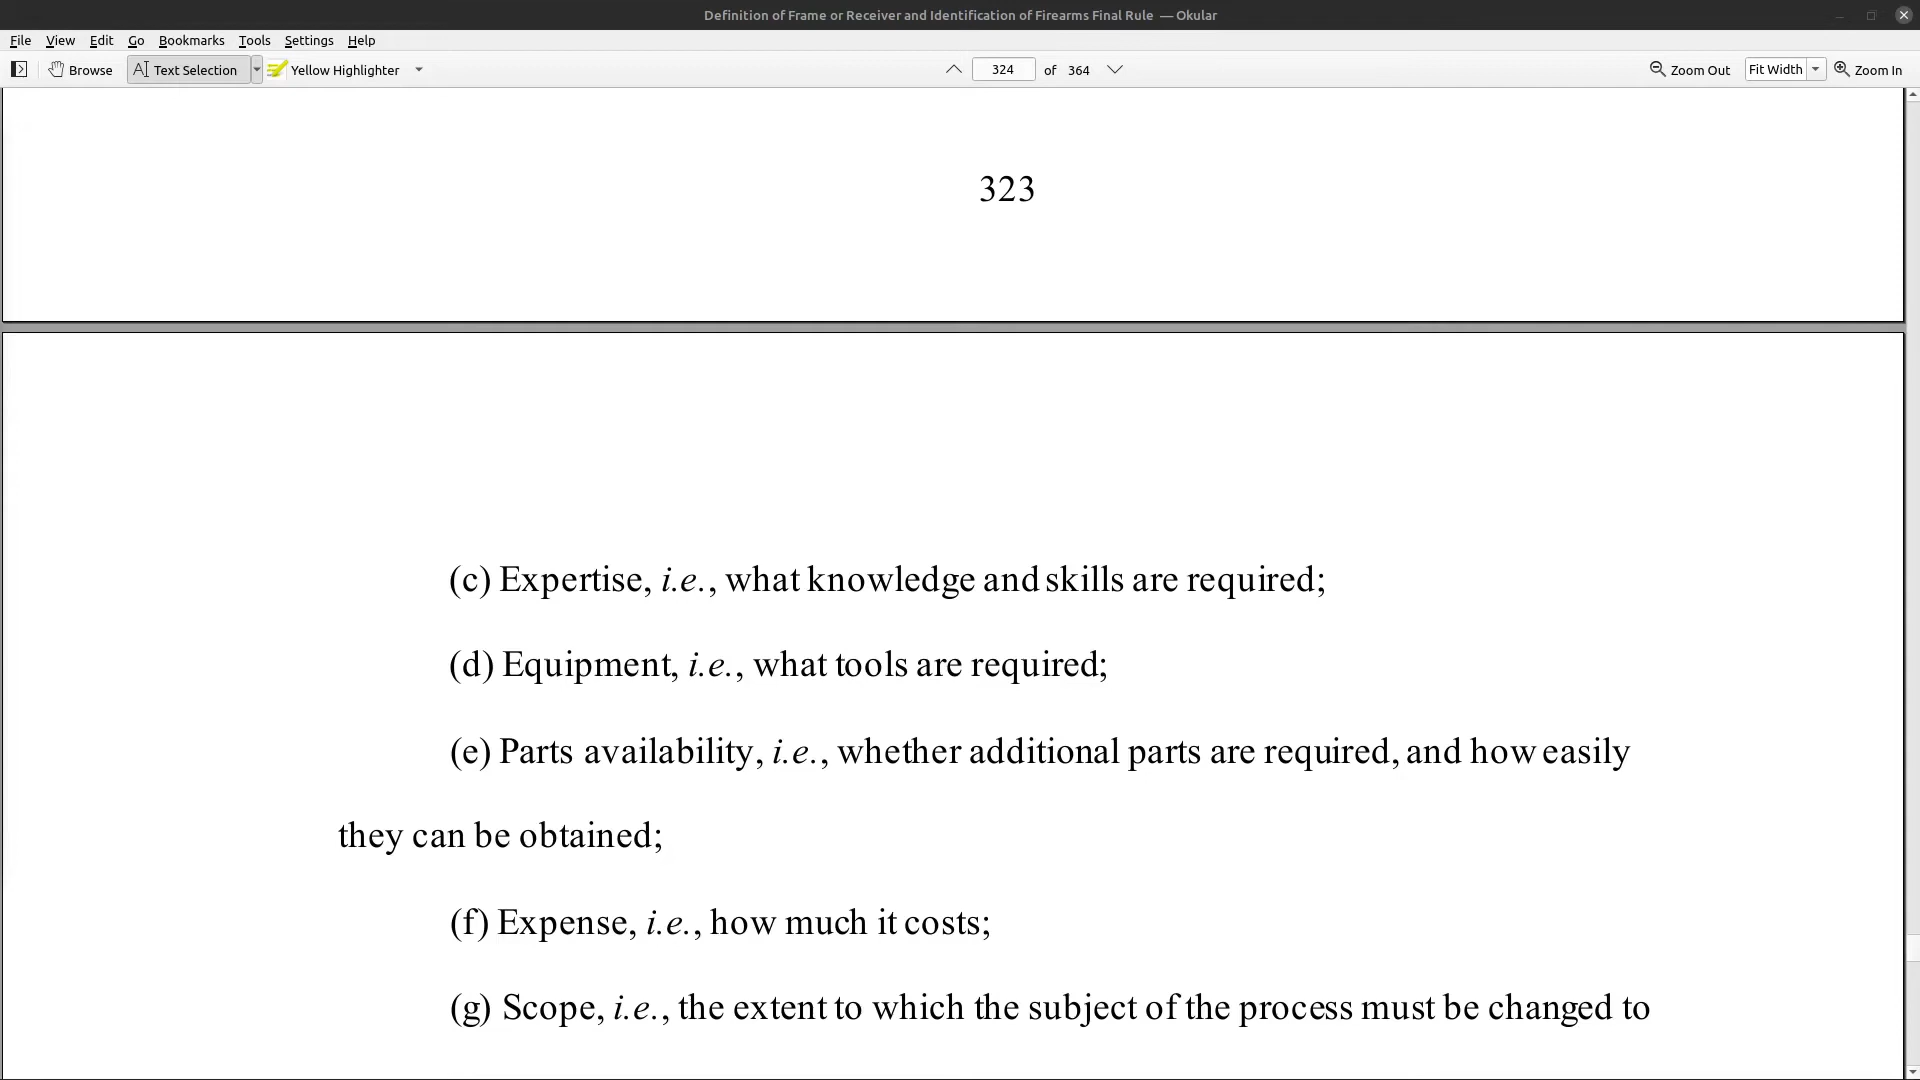 Definition of Frame or Receiver and Identification of Firearms Final Rule — Okular
File View Edit Go Bookmarks Tools Settings Help
Browse Text Selection Yellow Highlighter 324 of 364 Zoom Out Fit Width Zoom In
323
(c) Expertise, i.e., what knowledge and skills are required;
(d) Equipment, i.e., what tools are required;
(e) Parts availability, i.e., whether additional parts are required, and how easily
they can be obtained;
(f) Expense, i.e., how much it costs;
(g) Scope, i.e., the extent to which the subject of the process must be changed to